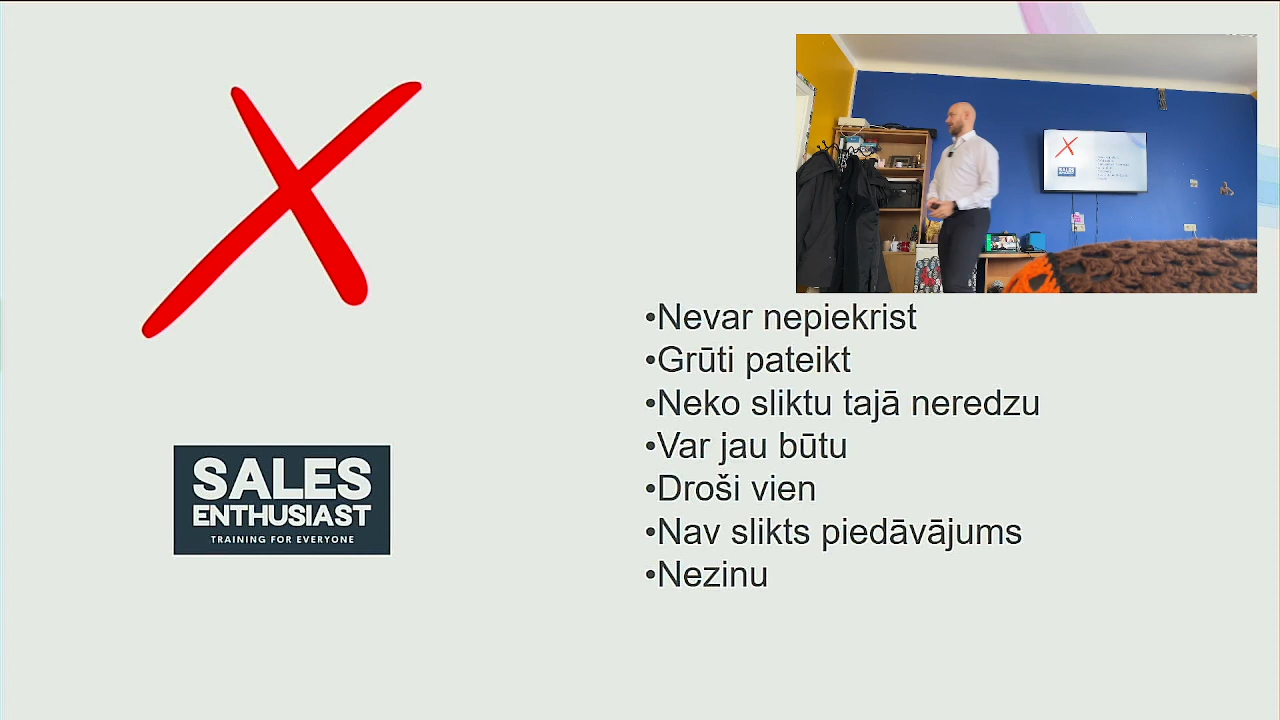 •Nevar nepiekrist
•Grūti pateikt
•Neko sliktu tajā neredzu
•Var jau būtu
•Droši vien
•Nav slikts piedāvājums
•Nezinu
SALES
ENTHUSIAST
TRAINING FOR EVERYONE